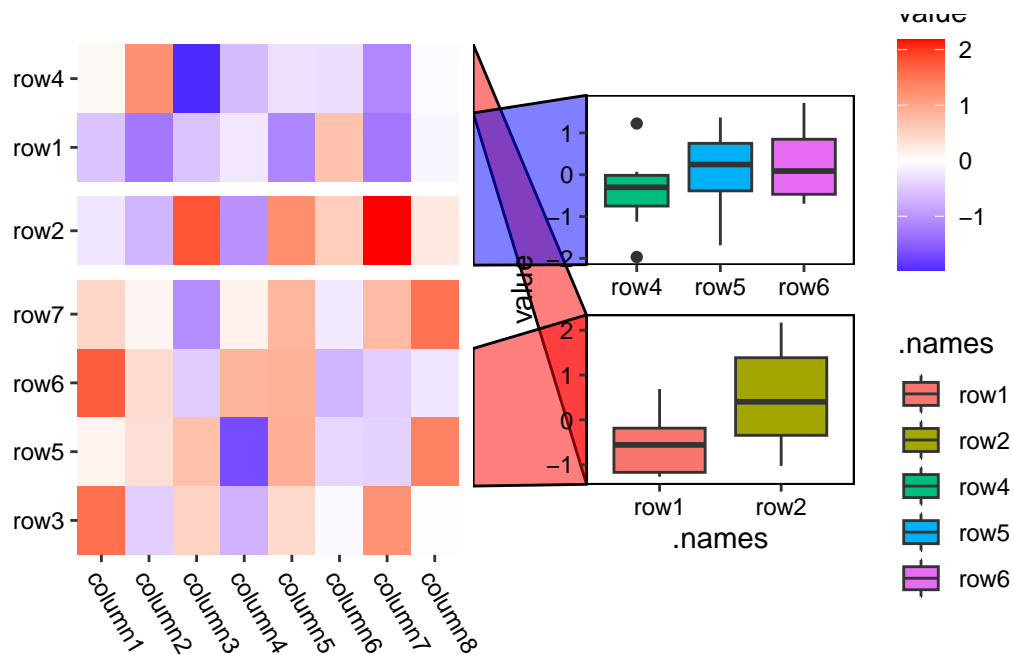 row4
row1
row2
row7
row6
row5
row3
column1
column2
column3
column4
column5
column6
column7
column8
value
1
0
−1
−2
row4
row5
row6
2
1
0
−1
row1
row2
.names
value
2
1
0
−1
.names
row1
row2
row4
row5
row6